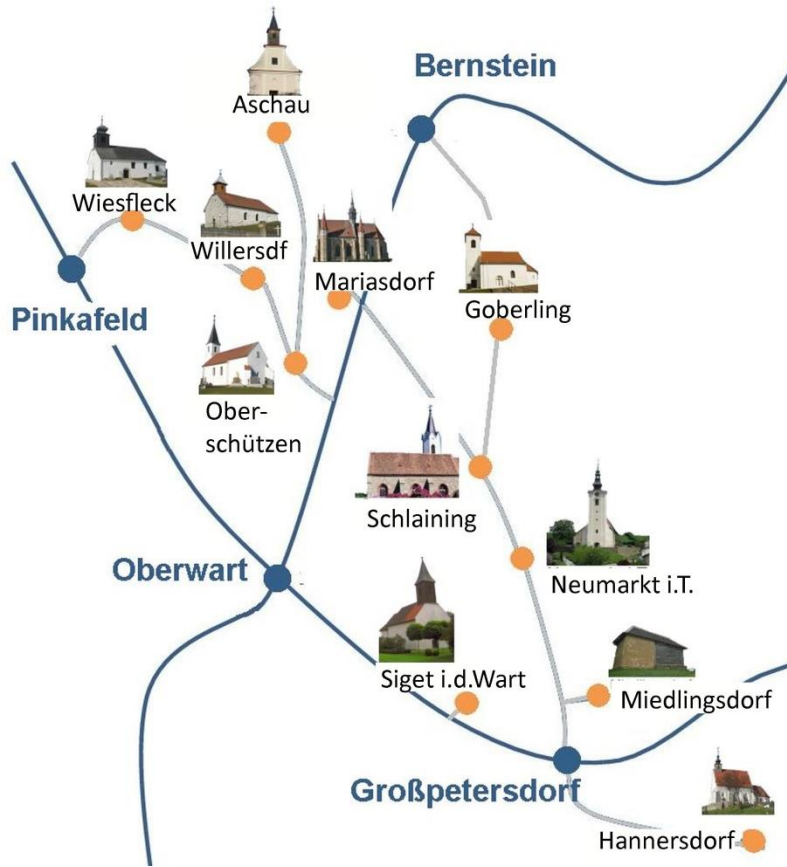 Bernstein
Aschau
Wiesfleck
Willersdf
Mariasdorf
Goberling
Pinkafeld
Ober-
schützen
Schlaining
Oberwart
Neumarkt i.T.
Siget i.d.Wart
Miedlingsdorf
Großpetersdorf
Hannersdorf